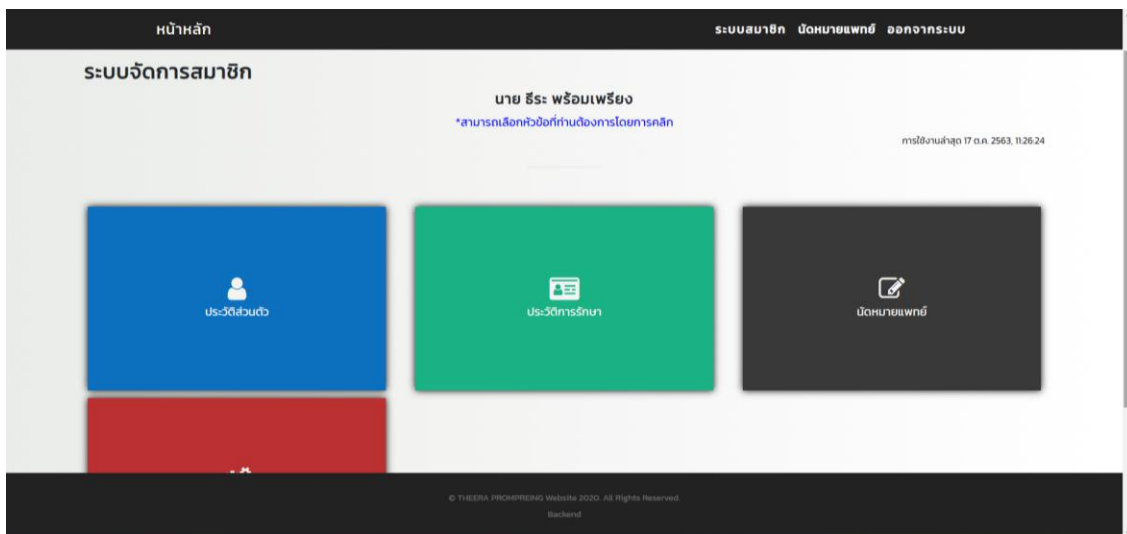 หน้าหลัก
ระบบสมาชิก นัดหมายแพทย์ ออกจากระบบ
ระบบจัดการสมาชิก
นาย ธีระ พร้อมเพรียง
*สามารถเลือกหัวข้อที่ท่านต้องการโดยการคลิก
การใช้งานล่าสุด 17 ต.ค. 2563, 11:26:24
ประวัติส่วนตัว
ประวัติการรักษา
นัดหมายแพทย์
© THEERA PROMPREING Website 2020. All Rights Reserved.
Backend